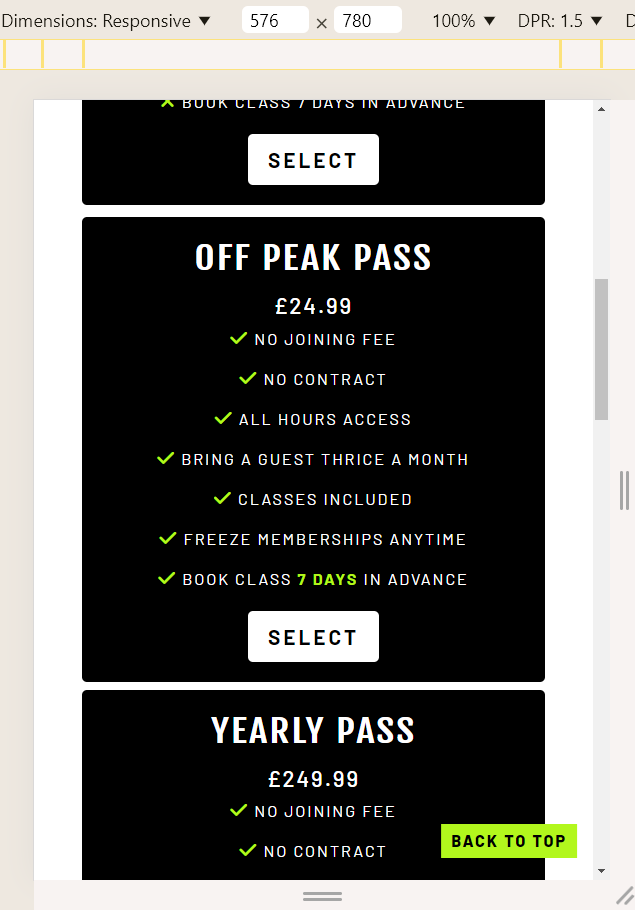 Dimensions: Responsive ▼ 576 × 780 100% ▼ DPR: 1.5 ▼ D
BOOK CLASS 7 DAYS IN ADVANCE
SELECT
OFF PEAK PASS
£24.99
NO JOINING FEE
NO CONTRACT
ALL HOURS ACCESS
BRING A GUEST THRICE A MONTH
CLASSES INCLUDED
FREEZE MEMBERSHIPS ANYTIME
BOOK CLASS 7 DAYS IN ADVANCE
SELECT
YEARLY PASS
£249.99
NO JOINING FEE
BACK TO TOP
NO CONTRACT